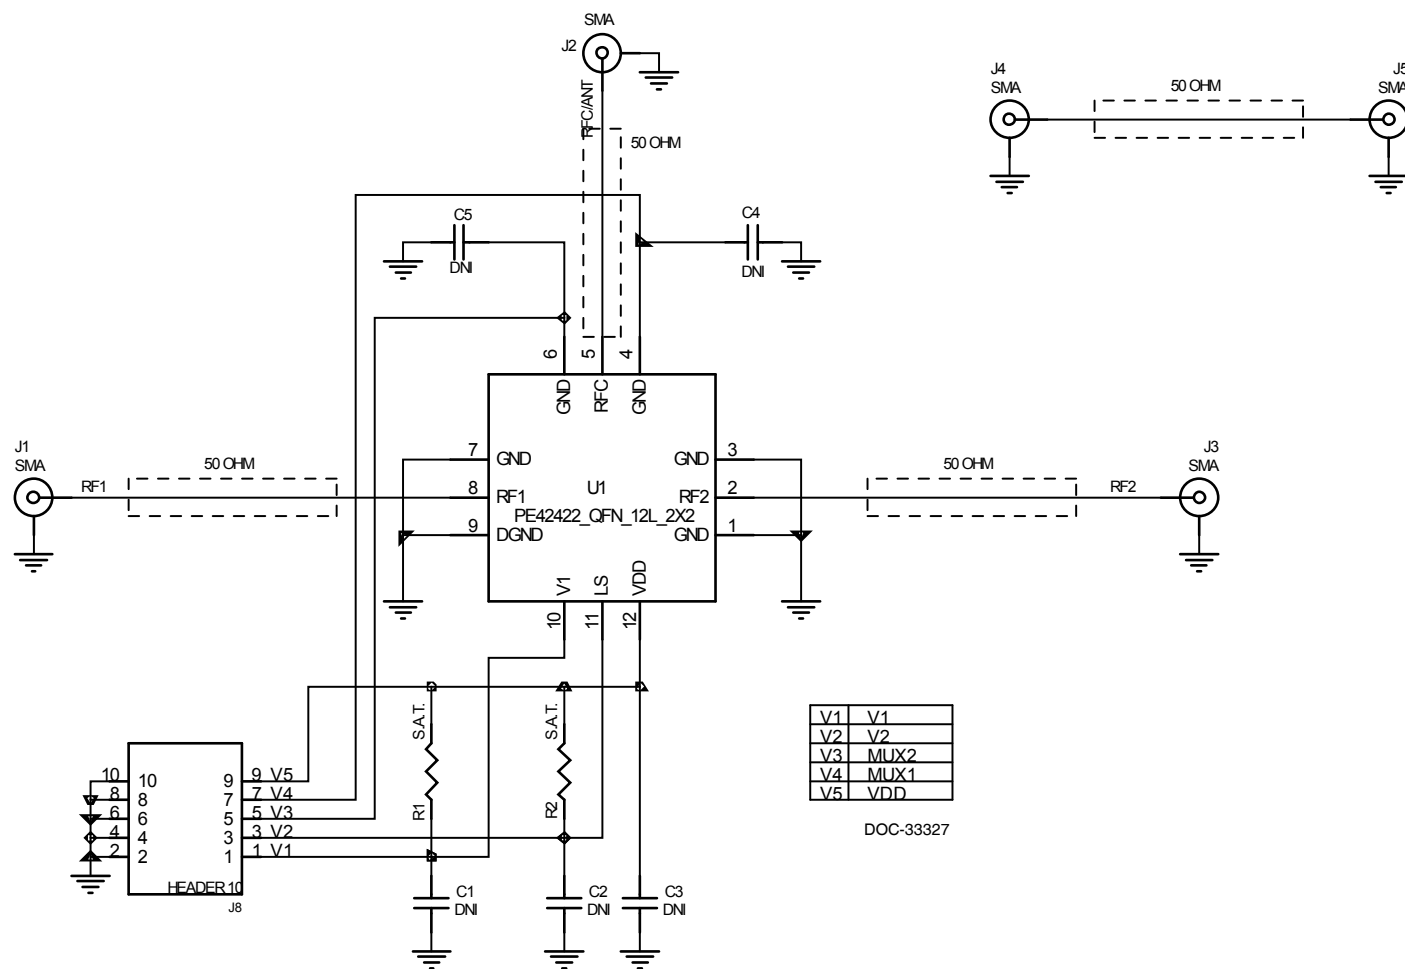 SMA
J2
RFC/ANT
50 OHM
J4
SMA
50 OHM
J5
SMA
C5
DNI
C4
DNI
6
5
4
GND
RFC
GND
J1
SMA
RF1
50 OHM
7
8
9
GND
RF1
DGND
U1
PE42422_QFN_12L_2X2
GND
RF2
GND
3
2
1
50 OHM
RF2
J3
SMA
V1
LS
VDD
10
11
12
S.A.T.
R1
S.A.T.
R2
10 10 9 9 V5
8 8 7 7 V4
6 6 5 5 V3
4 4 3 3 V2
2 2 1 1 V1
HEADER 10
J8
C1
DNI
C2
DNI
C3
DNI
V1 V1
V2 V2
V3 MUX2
V4 MUX1
V5 VDD
DOC-33327